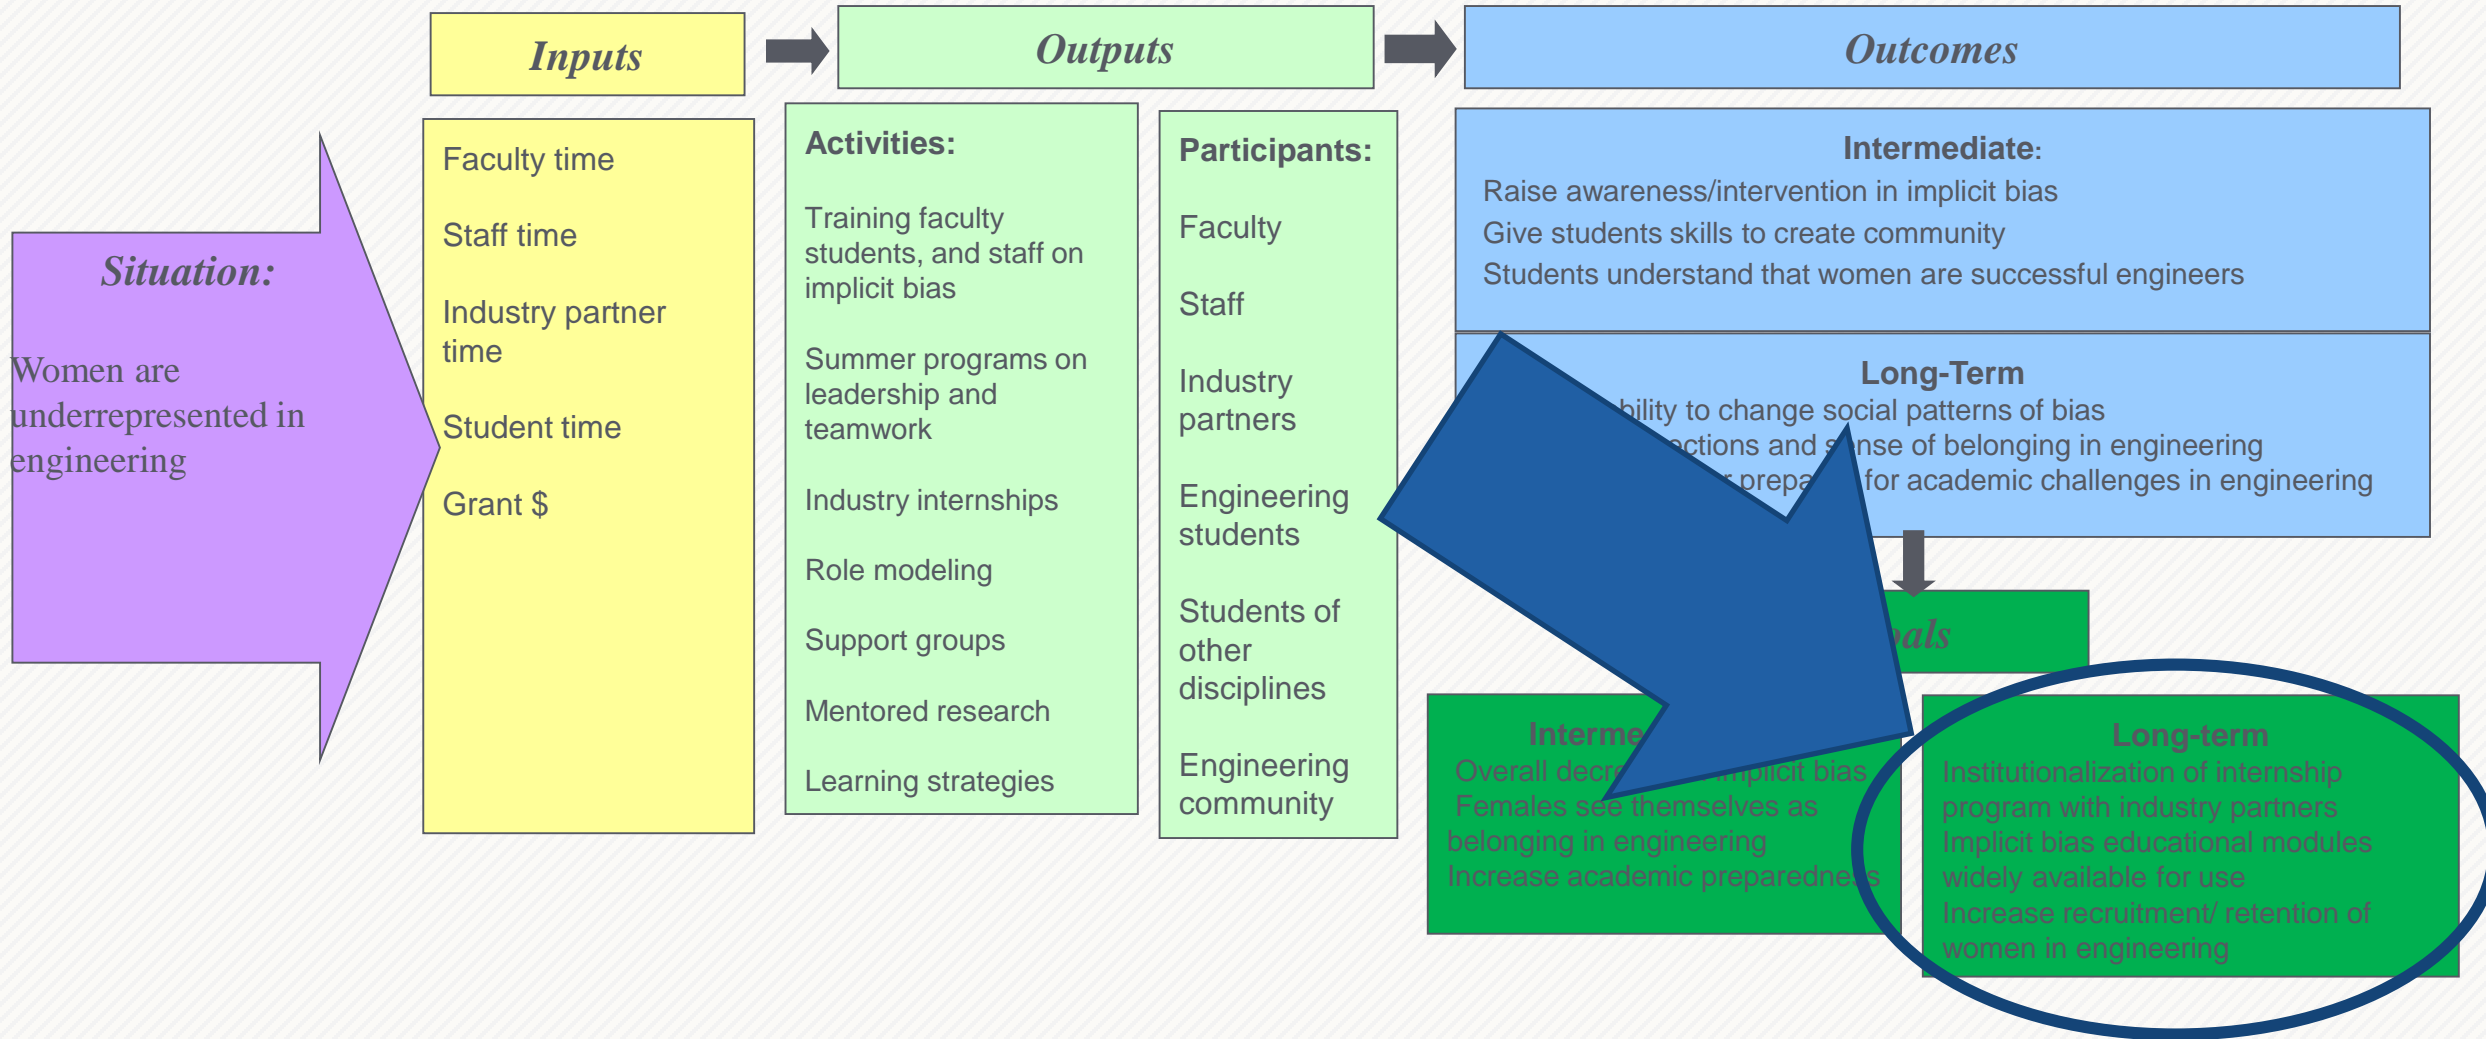 Inputs
Outputs
Outcomes
Situation:
Women are
underrepresented in
engineering
Faculty time
Staff time
Industry partner
time
Student time
Grant $
Activities:
Training faculty
students, and staff on
implicit bias
Summer programs on
leadership and
teamwork
Industry internships
Role modeling
Support groups
Mentored research
Learning strategies
Participants:
Faculty
Staff
Industry
partners
Engineering
students
Students of
other
disciplines
Engineering
community
Intermediate:
Raise awareness/intervention in implicit bias
Give students skills to create community
Students understand that women are successful engineers
Long-Term
to change social patterns of bias
and of belonging in engineering
for academic challenges in engineering
Overall implicit bias
Females see themselves as
belonging in engineering
Increase academic preparedness
Long-term
Institutionalization of internship
program with industry partners
Implicit bias educational modules
widely available for use
Increase recruitment/ retention of
women in engineering